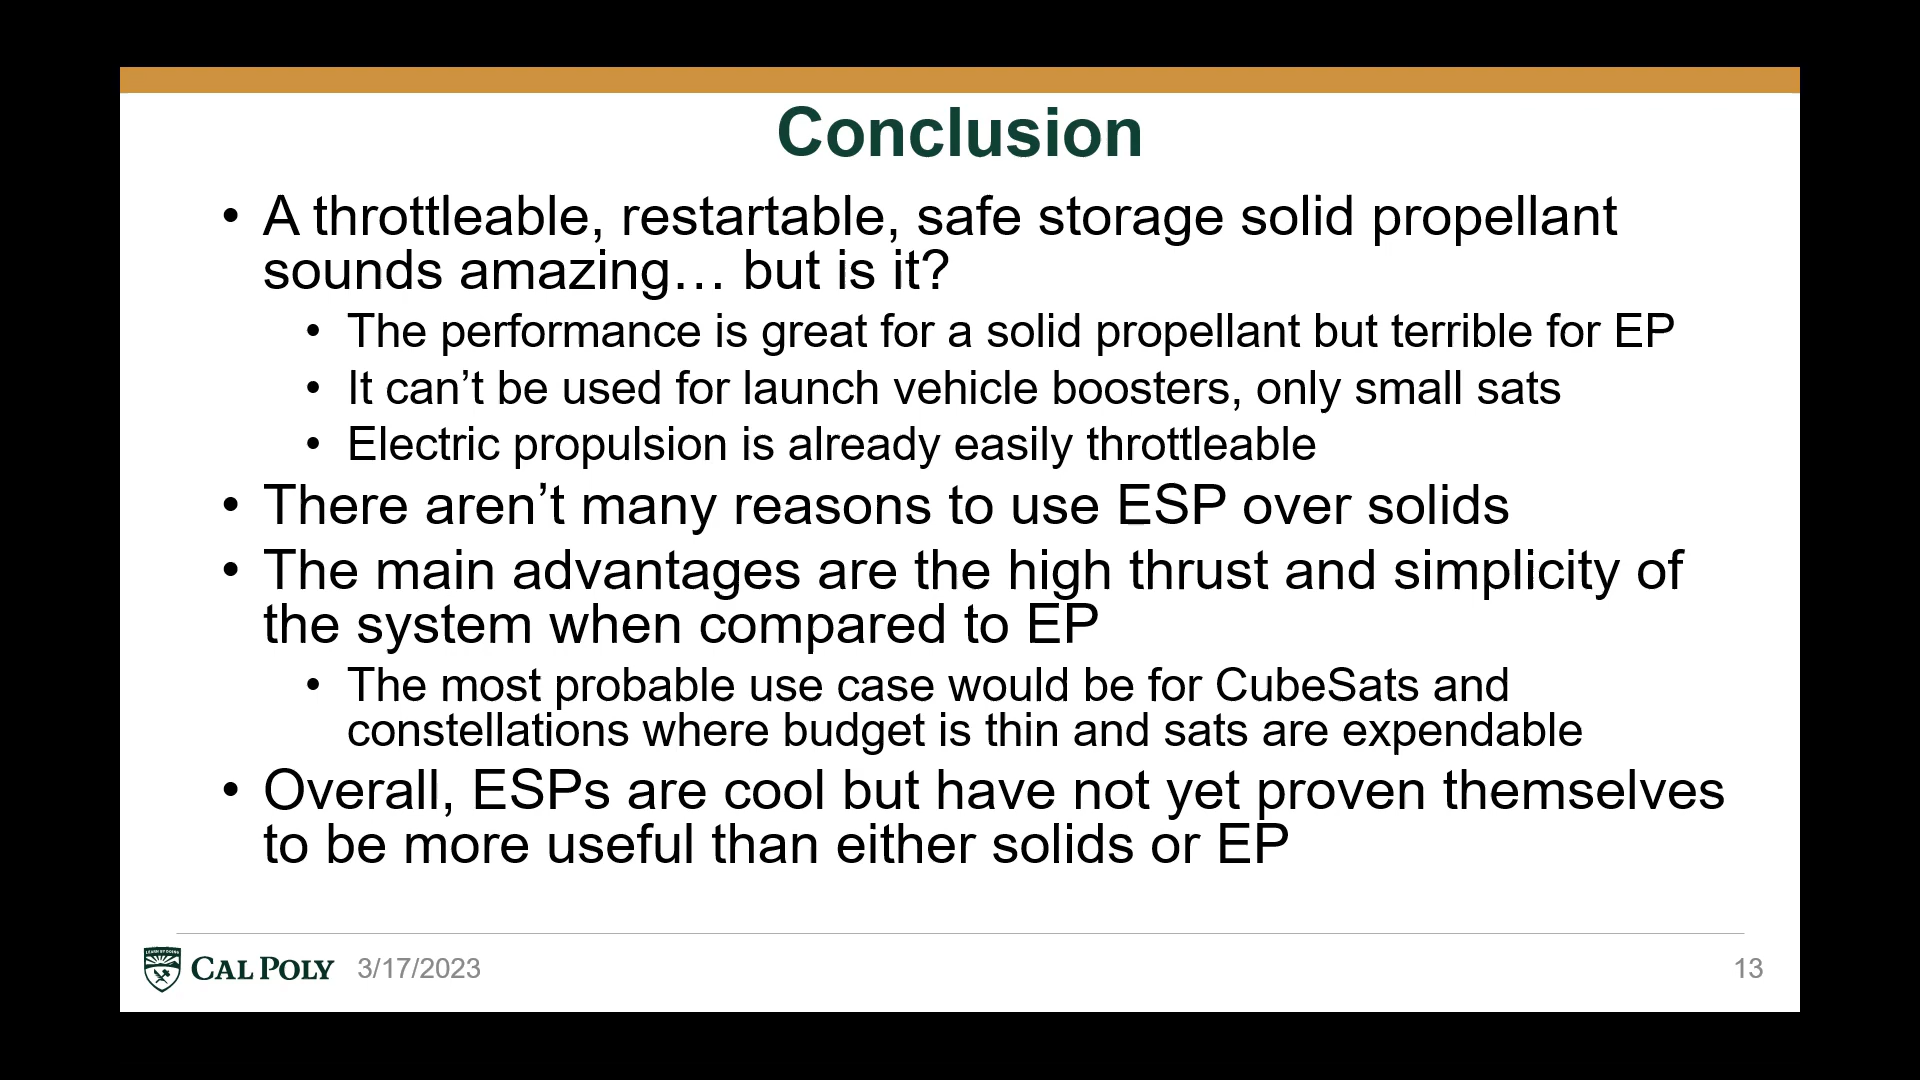 Conclusion
• A throttleable, restartable, safe storage solid propellant
sounds amazing… but is it?
• The performance is great for a solid propellant but terrible for EP
• It can’t be used for launch vehicle boosters, only small sats
• Electric propulsion is already easily throttleable
• There aren’t many reasons to use ESP over solids
• The main advantages are the high thrust and simplicity of
the system when compared to EP
• The most probable use case would be for CubeSats and
constellations where budget is thin and sats are expendable
• Overall, ESPs are cool but have not yet proven themselves
to be more useful than either solids or EP
CAL POLY 3/17/2023
13